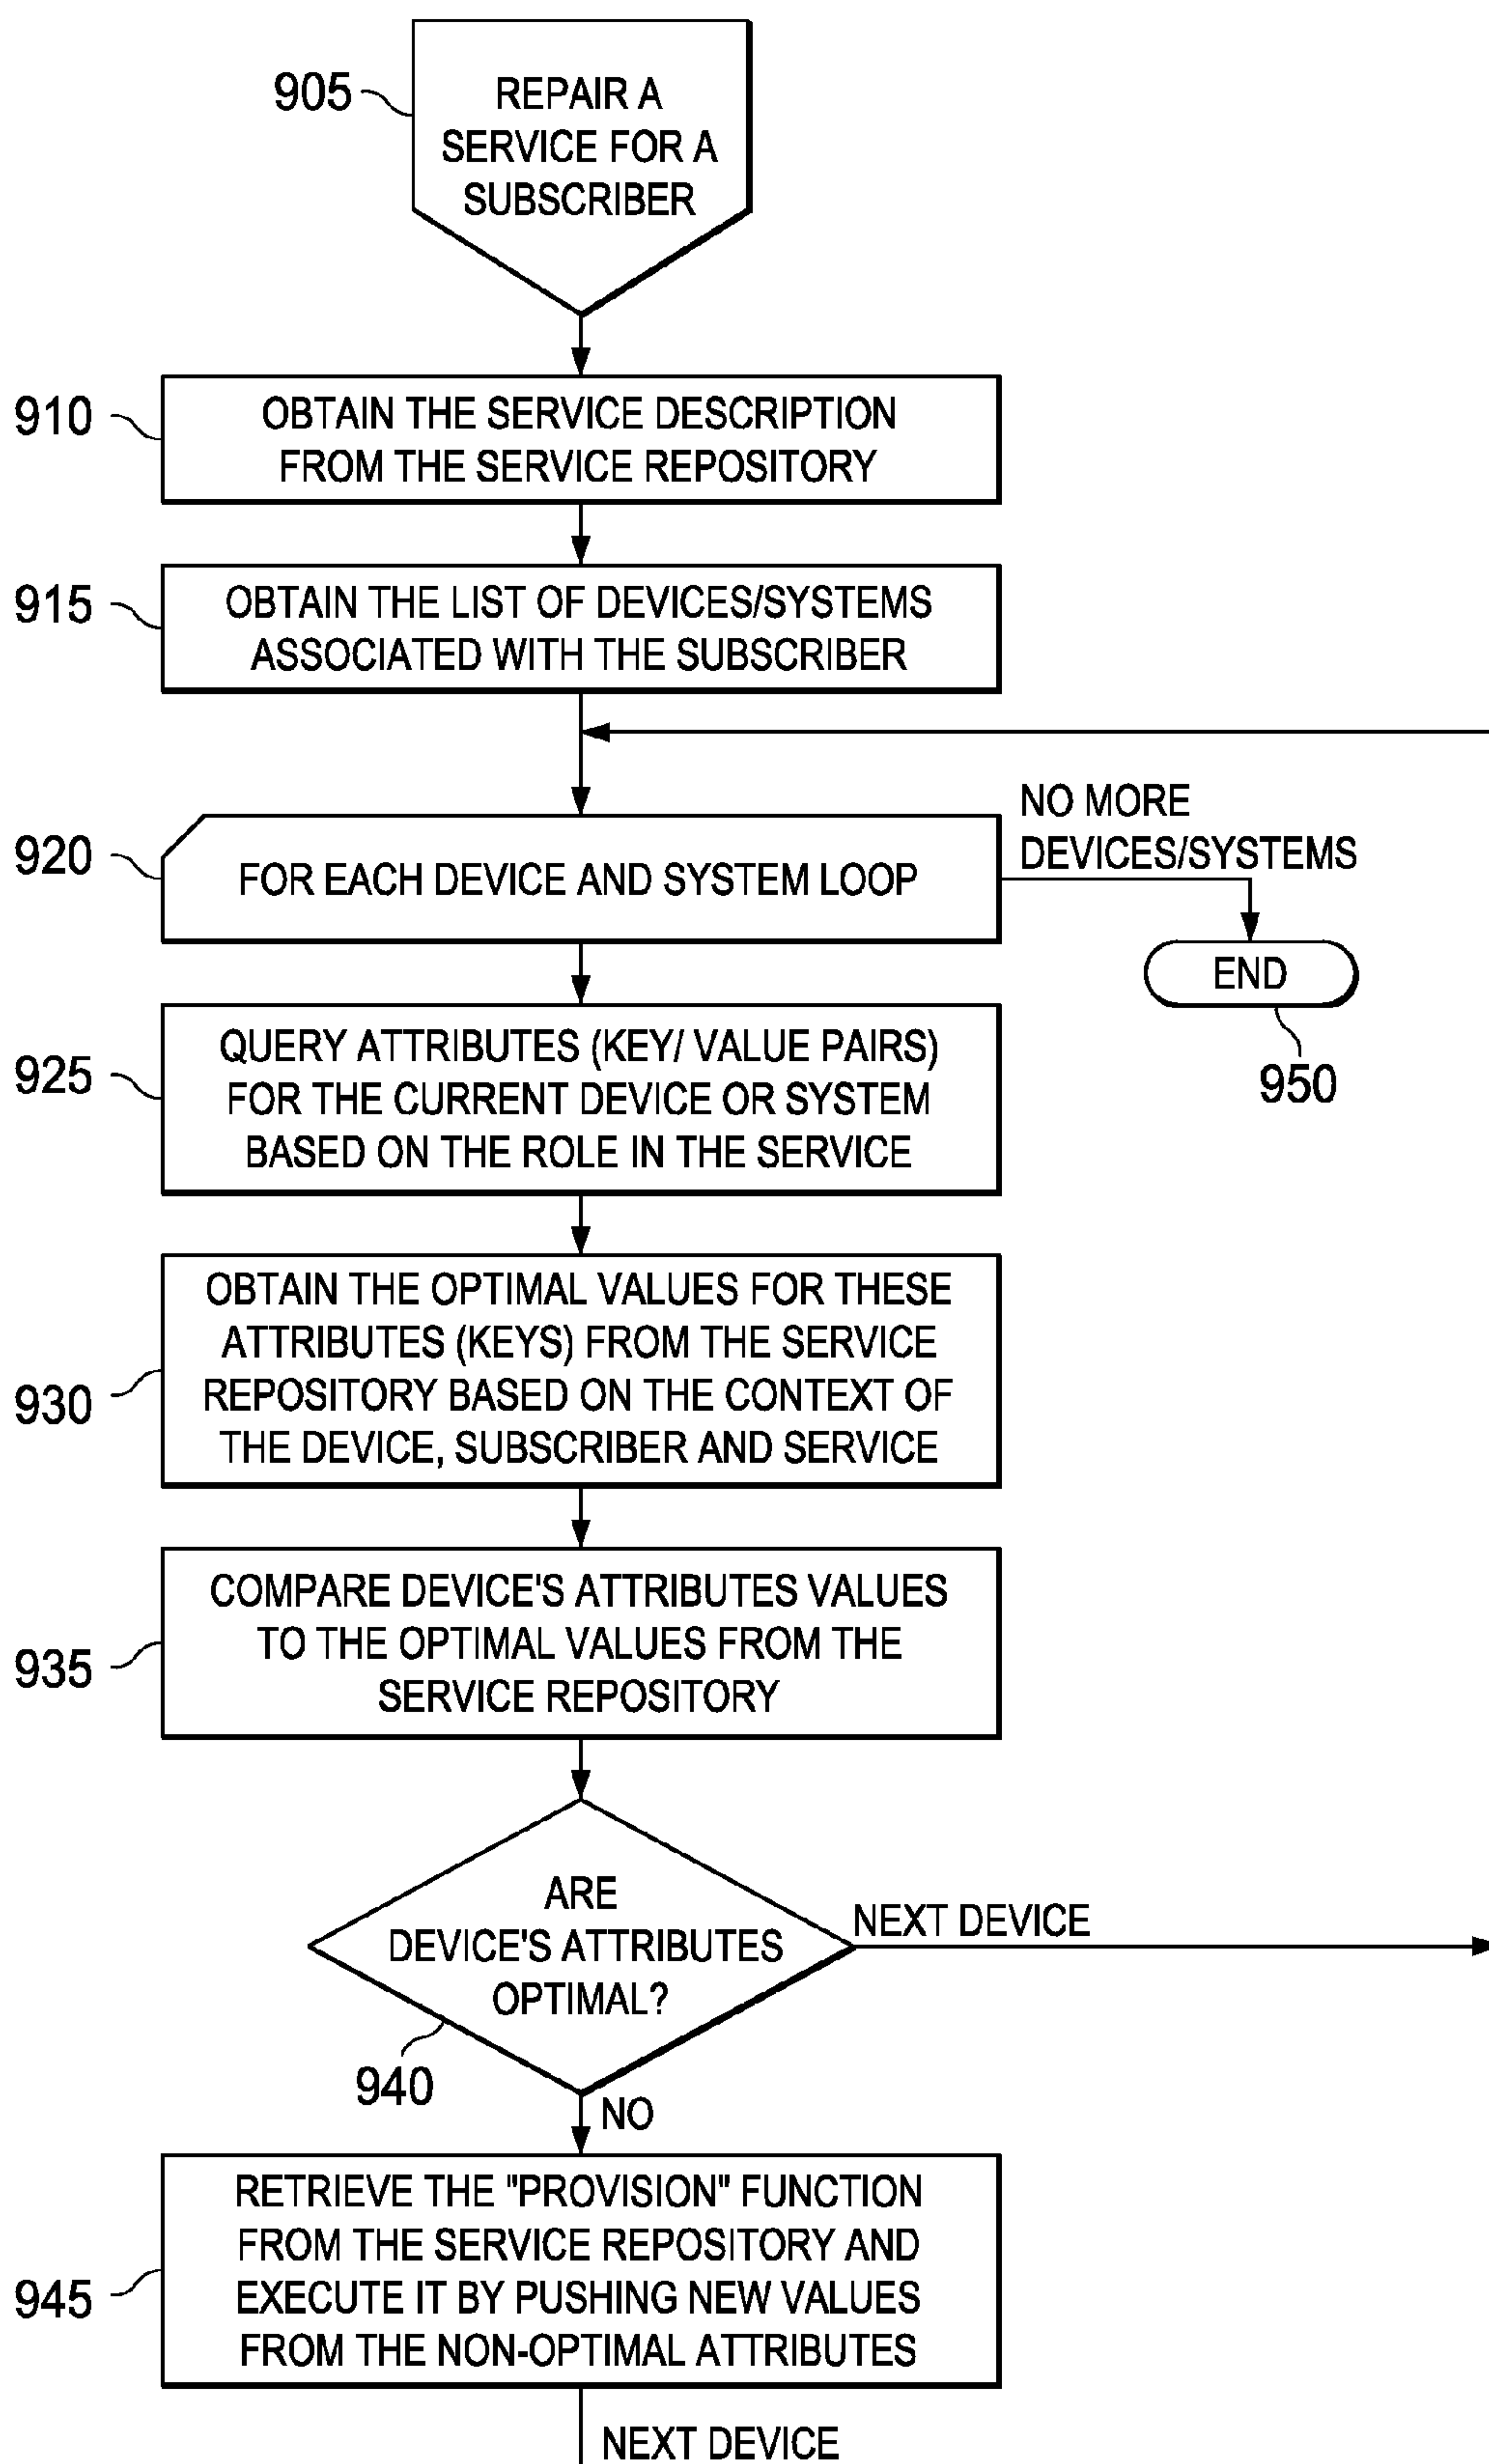 905
REPAIR A
SERVICE FOR A
SUBSCRIBER
910
OBTAIN THE SERVICE DESCRIPTION
FROM THE SERVICE REPOSITORY
915
OBTAIN THE LIST OF DEVICES/SYSTEMS
ASSOCIATED WITH THE SUBSCRIBER
920
FOR EACH DEVICE AND SYSTEM LOOP
NO MORE
DEVICES/SYSTEMS
END
950
925
QUERY ATTRIBUTES (KEY/ VALUE PAIRS)
FOR THE CURRENT DEVICE OR SYSTEM
BASED ON THE ROLE IN THE SERVICE
930
OBTAIN THE OPTIMAL VALUES FOR THESE
ATTRIBUTES (KEYS) FROM THE SERVICE
REPOSITORY BASED ON THE CONTEXT OF
THE DEVICE, SUBSCRIBER AND SERVICE
935
COMPARE DEVICE'S ATTRIBUTES VALUES
TO THE OPTIMAL VALUES FROM THE
SERVICE REPOSITORY
ARE
DEVICE'S ATTRIBUTES
OPTIMAL?
NEXT DEVICE
940
NO
945
RETRIEVE THE "PROVISION" FUNCTION
FROM THE SERVICE REPOSITORY AND
EXECUTE IT BY PUSHING NEW VALUES
FROM THE NON-OPTIMAL ATTRIBUTES
NEXT DEVICE